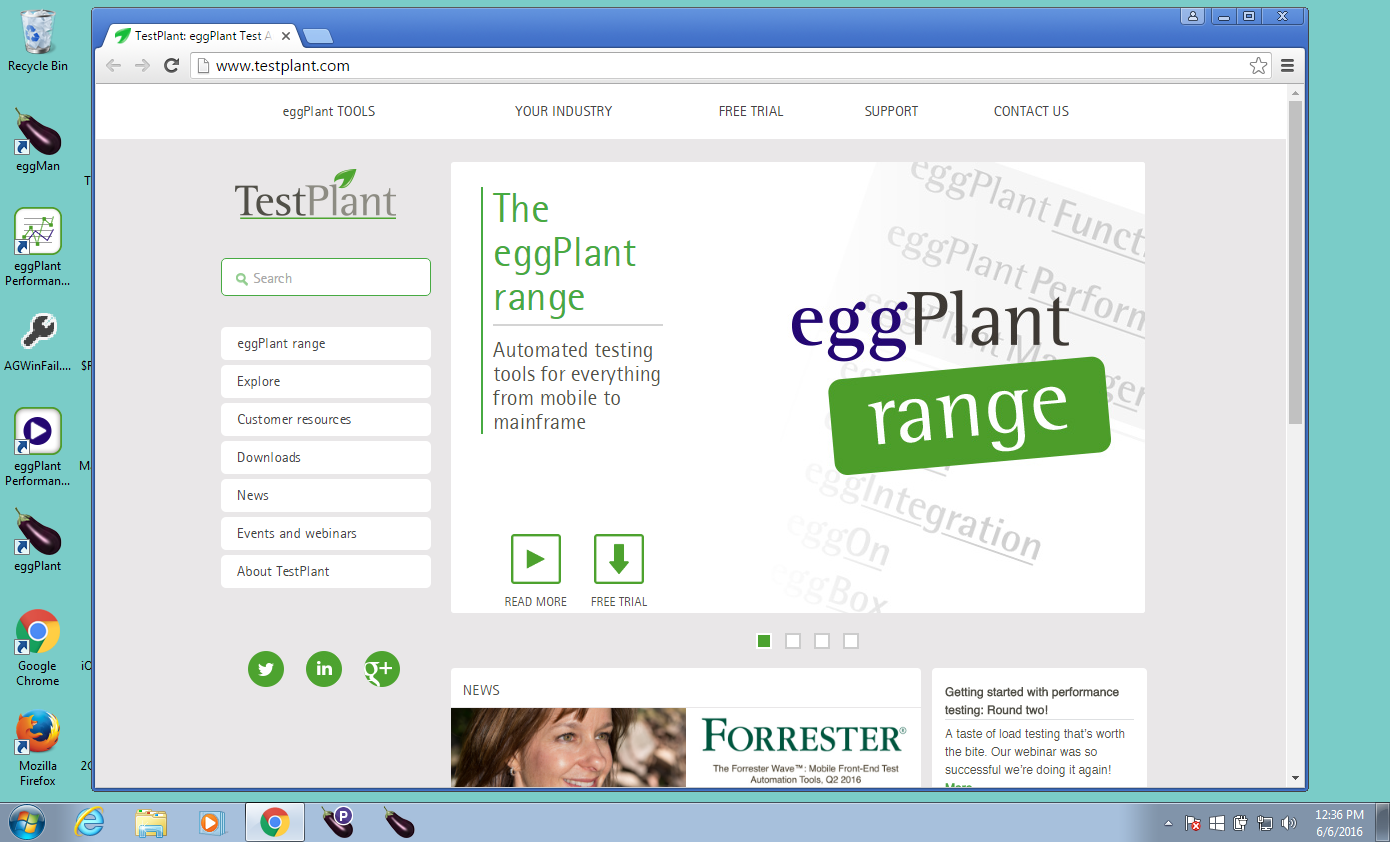 Recycle Bin
eggMan
eggPlant
Performan...
AGWinFail....
eggPlant
Performan...
eggPlant
Google
Chrome
Mozilla
Firefox
TestPlant: eggPlant Test A
www.testplant.com
eggPlant TOOLS
YOUR INDUSTRY
FREE TRIAL
SUPPORT
CONTACT US
TestPlant
Search
eggPlant range
Explore
Customer resources
Downloads
News
Events and webinars
About TestPlant
in
g+
The
eggPlant
range
Automated testing
tools for everything
from mobile to
mainframe
READ MORE
FREE TRIAL
eggPlant Functi
eggPlant Perform
eggPlant
range
eggPlant Manager
eggIntegration
eggOn
eggBox
NEWS
FORRESTER®
The Forrester Wave™: Mobile Front-End Test
Automation Tools, Q2 2016
Getting started with performance
testing: Round two!
A taste of load testing that's worth
the bite. Our webinar was so
successful we're doing it again!
More
P
12:36 PM
6/6/2016